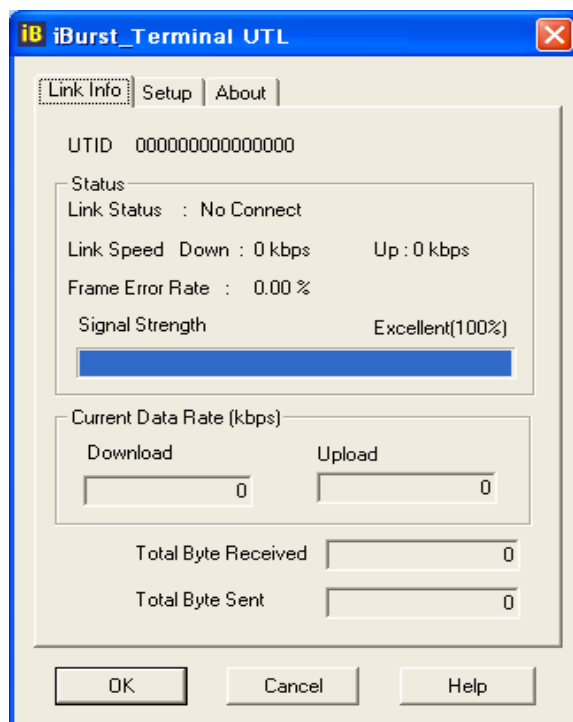 iB iBurst_Terminal UTL
Link Info Setup About
UTID 000000000000000
Status
Link Status : No Connect
Link Speed Down : 0 kbps Up : 0 kbps
Frame Error Rate : 0.00 %
Signal Strength Excellent(100%)
Current Data Rate (kbps)
Download Upload
0 0
Total Byte Received 0
Total Byte Sent 0
OK Cancel Help